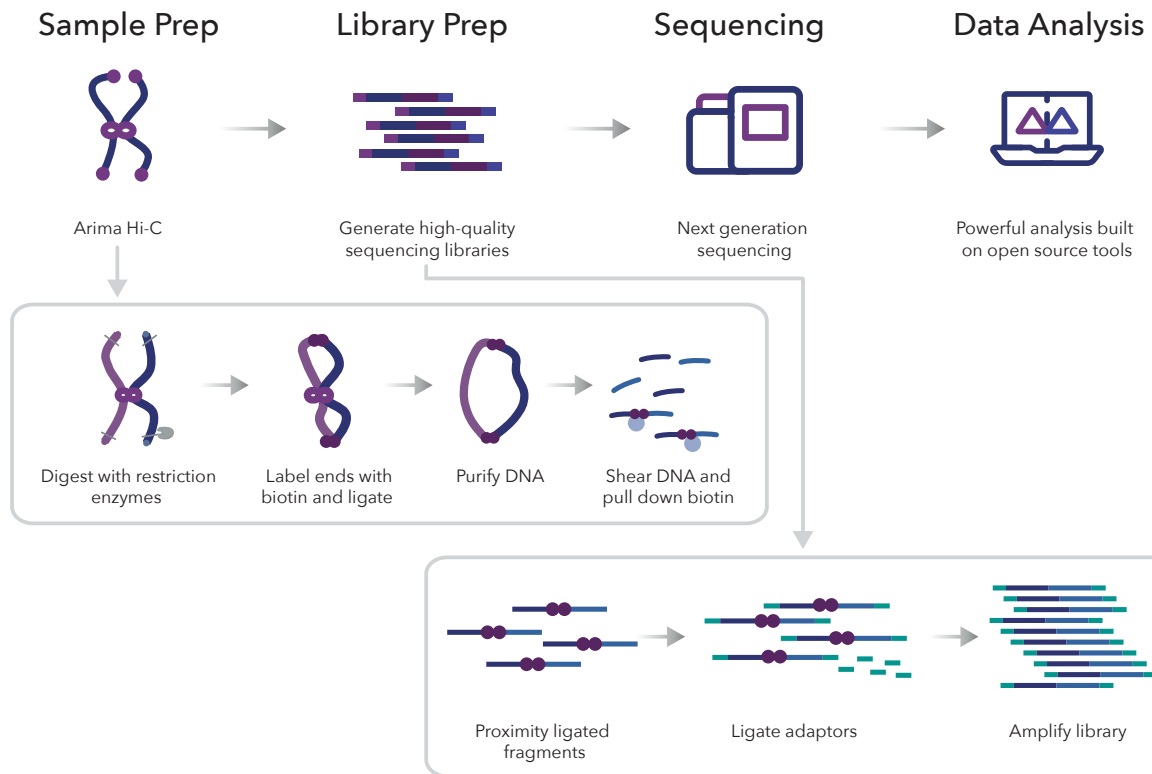 Sample Prep
Library Prep
Sequencing
Data Analysis
Arima Hi-C
Generate high-quality
sequencing libraries
Next generation
sequencing
Powerful analysis built
on open source tools
Digest with restriction
enzymes
Label ends with
biotin and ligate
Purify DNA
Shear DNA and
pull down biotin
Proximity ligated
fragments
Ligate adaptors
Amplify library